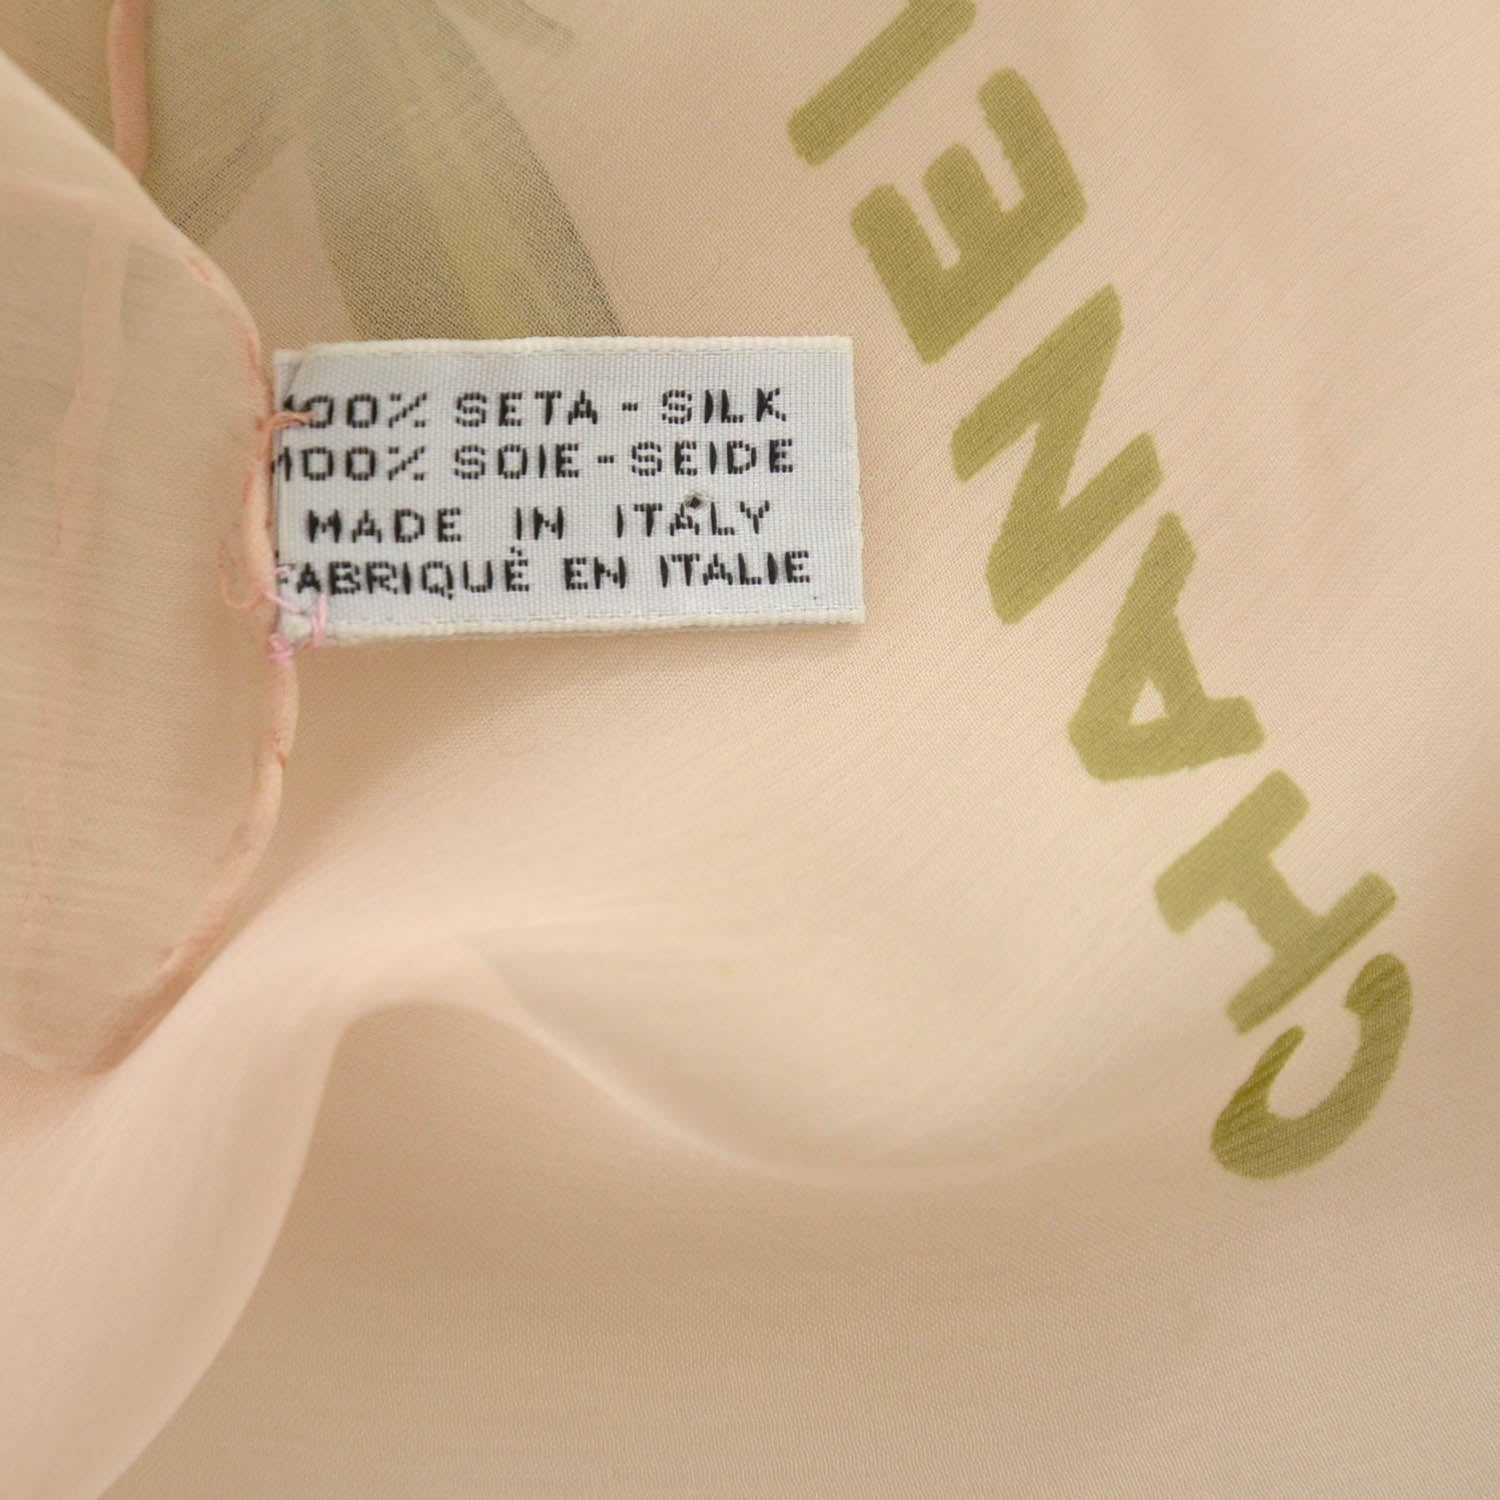 100% SETA - SILK
100% SOIE - SEIDE
MADE IN ITALY
FABRIQUÈ EN ITALIE
CHANEL